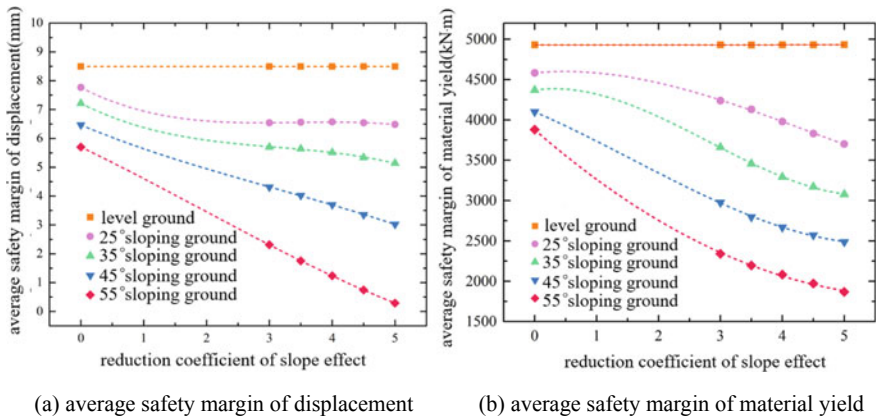 average safety margin of displacement(mm)
10
9
8
7
6
5
4
3
2
1
0
level ground
25°sloping ground
35°sloping ground
45°sloping ground
55°sloping ground
0 1 2 3 4 5
reduction coefficient of slope effect
(a) average safety margin of displacement
average safety margin of material yield(kN·m)
5000
4500
4000
3500
3000
2500
2000
1500
level ground
25°sloping ground
35°sloping ground
45°sloping ground
55°sloping ground
0 1 2 3 4 5
reduction coefficient of slope effect
(b) average safety margin of material yield